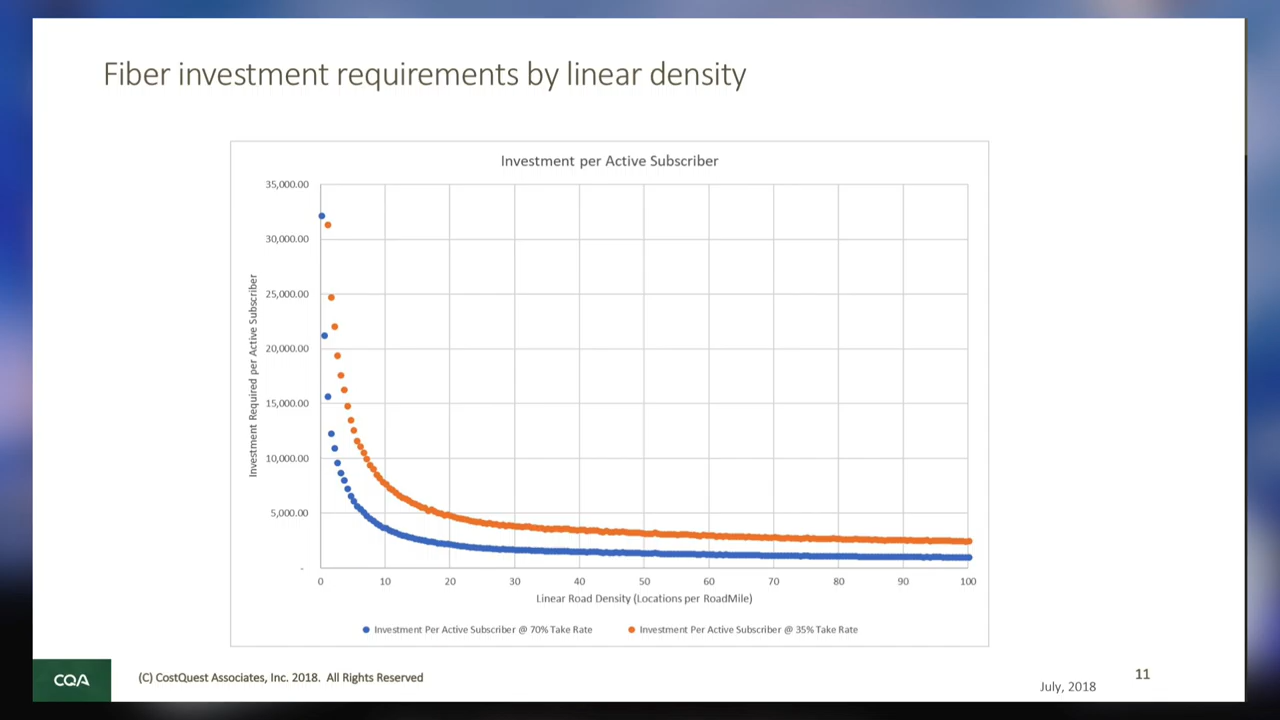 Fiber investment requirements by linear density
Investment per Active Subscriber
35,000.00
30,000.00
25,000.00
20,000.00
15,000.00
10,000.00
5,000.00
-
Investment Required per Active Subscriber
0 10 20 30 40 50 60 70 80 90 100
Linear Road Density (Locations per RoadMile)
Investment Per Active Subscriber @ 70% Take Rate
Investment Per Active Subscriber @ 35% Take Rate
CQA
(C) CostQuest Associates, Inc. 2018. All Rights Reserved
11
July, 2018